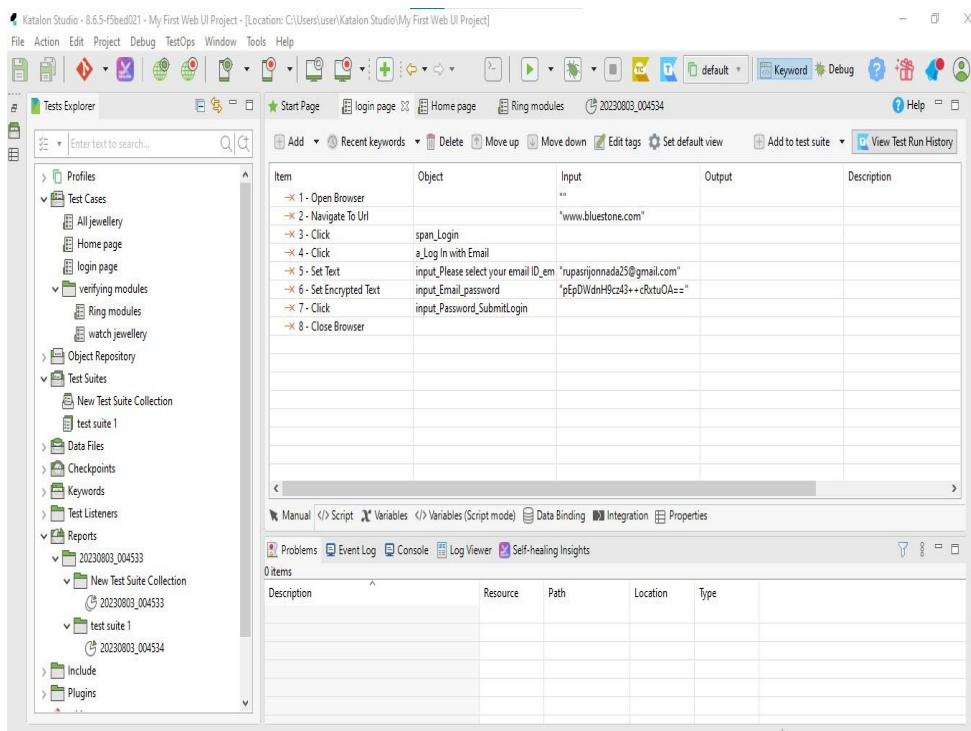 Katalon Studio - 8.6.5-f5bed021 - My First Web UI Project - [Location: C:\Users\user\Katalon Studio\My First Web UI Project]
File Action Edit Project Debug TestOps Window Tools Help
default Keyword Debug
Tests Explorer
Enter text to search...
Profiles
Test Cases
All jewellery
Home page
login page
verifying modules
Ring modules
watch jewellery
Object Repository
Test Suites
New Test Suite Collection
test suite 1
Data Files
Checkpoints
Keywords
Test Listeners
Reports
20230803_004533
New Test Suite Collection
20230803_004533
test suite 1
20230803_004534
Include
Plugins
Start Page login page Home page Ring modules 20230803_004534 Help
Add Recent keywords Delete Move up Move down Edit tags Set default view Add to test suite View Test Run History
Item Object Input Output Description
1 - Open Browser ""
2 - Navigate To Url "www.bluestone.com"
3 - Click span_Login
4 - Click a_Log In with Email
5 - Set Text input_Please select your email ID_em "rupasrijonnada25@gmail.com"
6 - Set Encrypted Text input_Email_password "pEpDWdnH9cz43++cRxtuOA=="
7 - Click input_Password_SubmitLogin
8 - Close Browser
Manual </> Script Variables </> Variables (Script mode) Data Binding Integration Properties
Problems Event Log Console Log Viewer Self-healing Insights
0 items
Description Resource Path Location Type